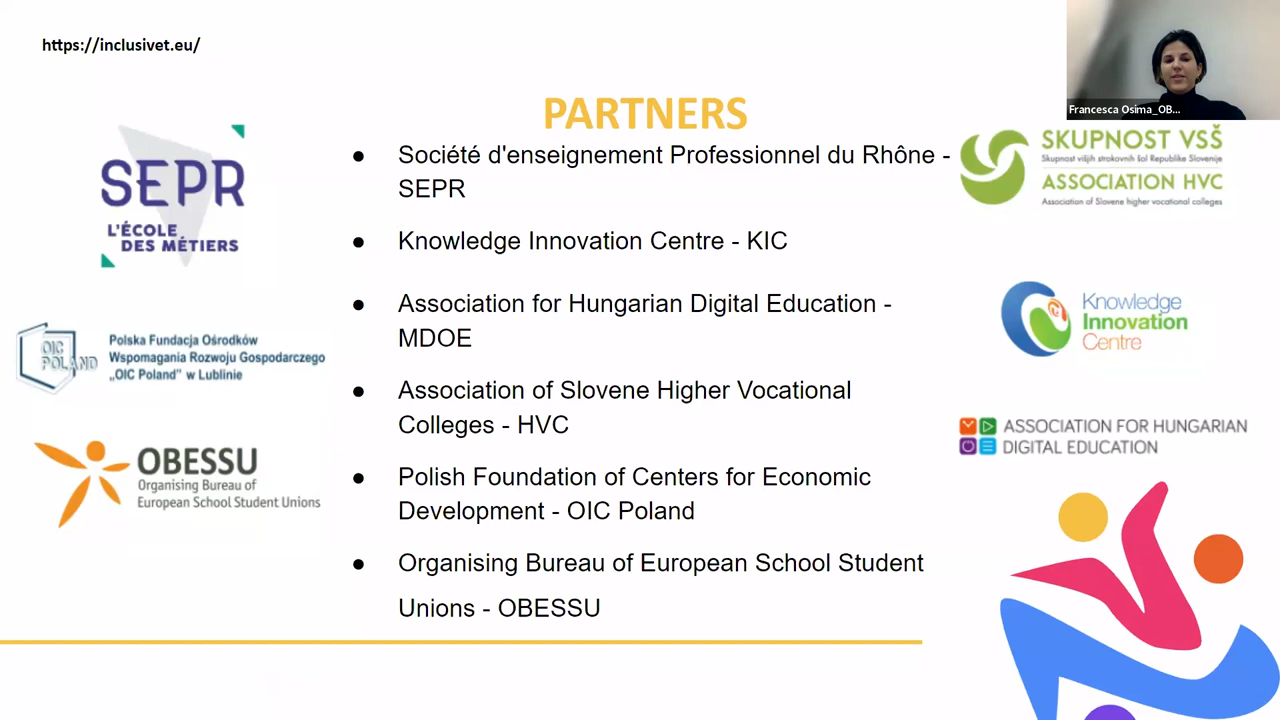 https://inclusivet.eu/
Francesca Osima_OB...
PARTNERS
● Société d'enseignement Professionnel du Rhône -
SEPR
● Knowledge Innovation Centre - KIC
● Association for Hungarian Digital Education -
MDOE
● Association of Slovene Higher Vocational
Colleges - HVC
● Polish Foundation of Centers for Economic
Development - OIC Poland
● Organising Bureau of European School Student
Unions - OBESSU
SEPR
L'ÉCOLE
DES MÉTIERS
OIC
POLAND
Polska Fundacja Ośrodków
Wspomagania Rozwoju Gospodarczego
„OIC Poland” w Lublinie
OBESSU
Organising Bureau of
European School Student Unions
SKUPNOST VSŠ
Skupnost višjih strokovnih šol Republike Slovenije
ASSOCIATION HVC
Association of Slovene higher vocational colleges
Knowledge
Innovation
Centre
ASSOCIATION FOR HUNGARIAN
DIGITAL EDUCATION